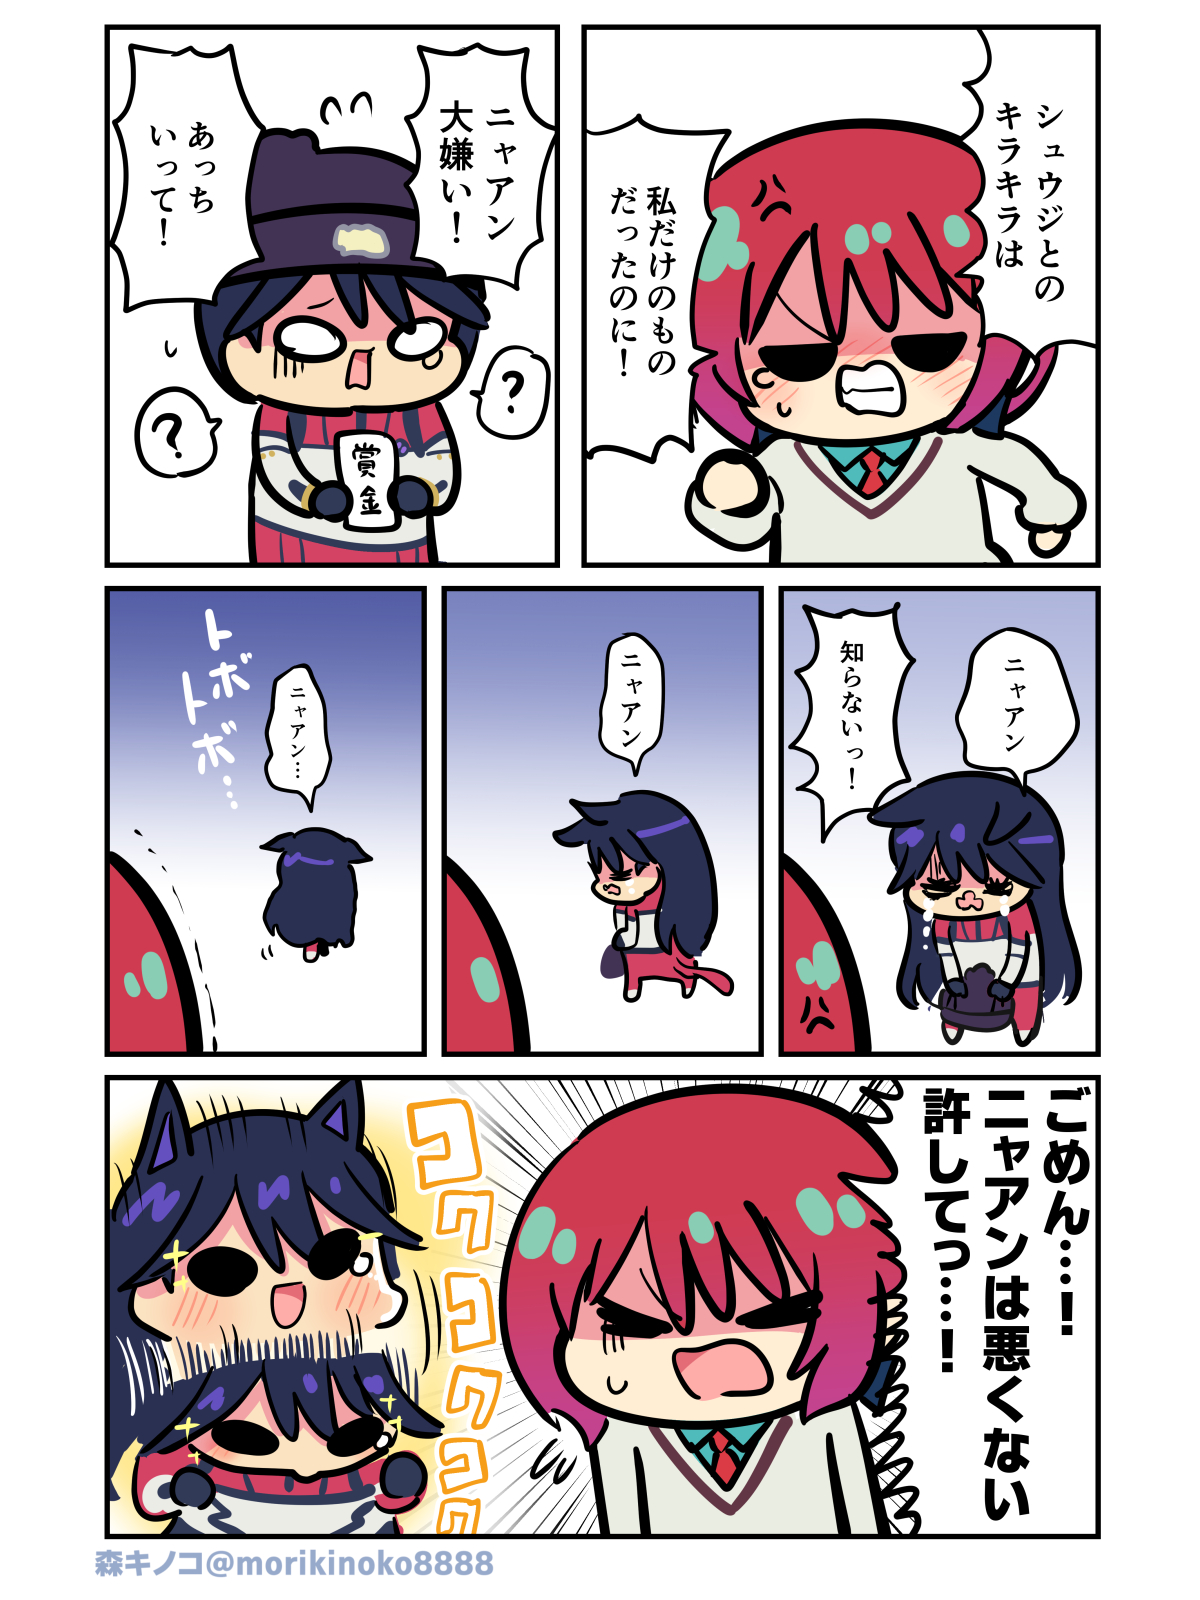 シュウジとの
キラキラは
私だけのもの
だったのに！
ニャアン
大嫌い！
あっち
いって！
？
？
賞
金
ニャアン
知らないっ！
ニャアン
ニャアン…
トボ
トボ…
ごめん…！
ニャアンは悪くない
許してっ…！
コクコクコクコク
森キノコ@morikinoko8888